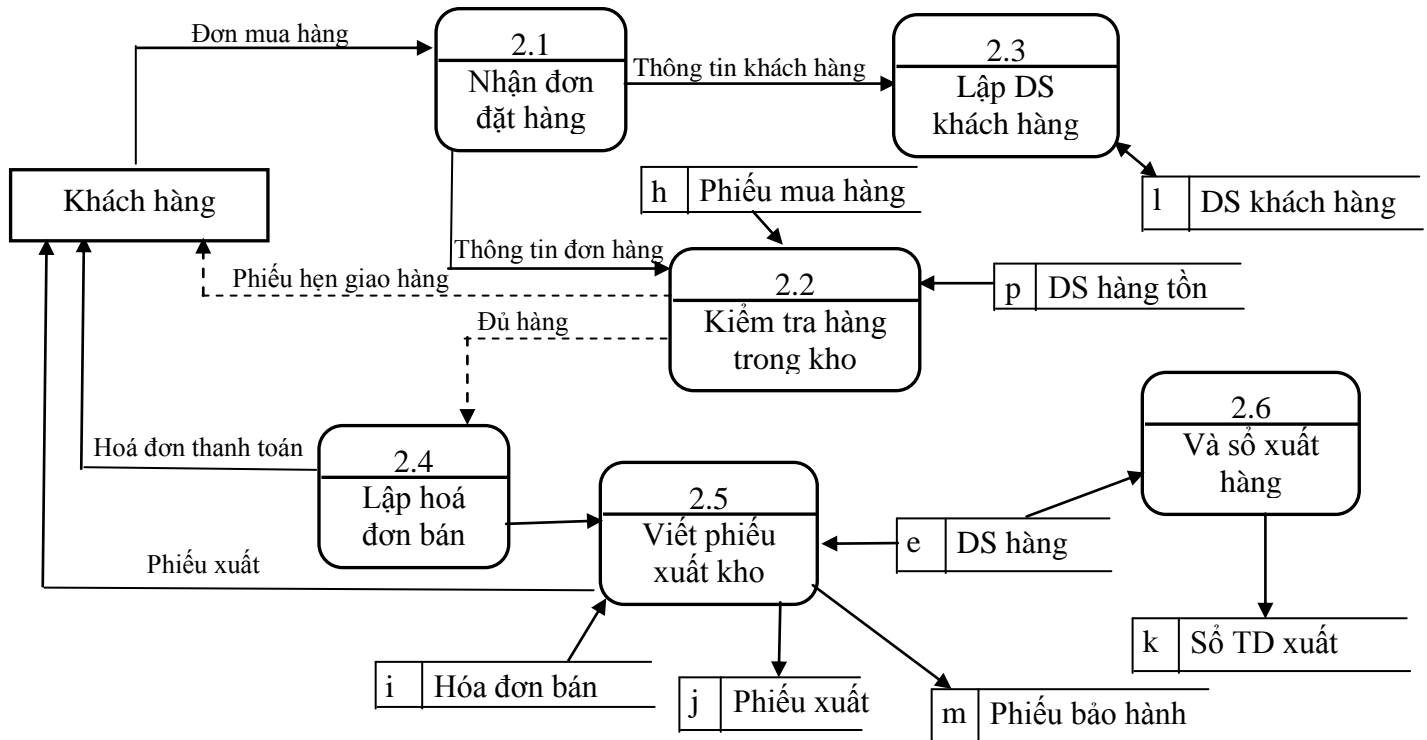 Đơn mua hàng
2.1
Nhận đơn
đặt hàng
Thông tin khách hàng
2.3
Lập DS
khách hàng
Khách hàng
h Phiếu mua hàng
l DS khách hàng
Thông tin đơn hàng
Phiếu hẹn giao hàng
2.2
Kiểm tra hàng
trong kho
p DS hàng tồn
Đủ hàng
2.6
Và sổ xuất
hàng
Hoá đơn thanh toán
2.4
Lập hoá
đơn bán
2.5
Viết phiếu
xuất kho
e DS hàng
Phiếu xuất
k Sổ TD xuất
i Hóa đơn bán
j Phiếu xuất
m Phiếu bảo hành